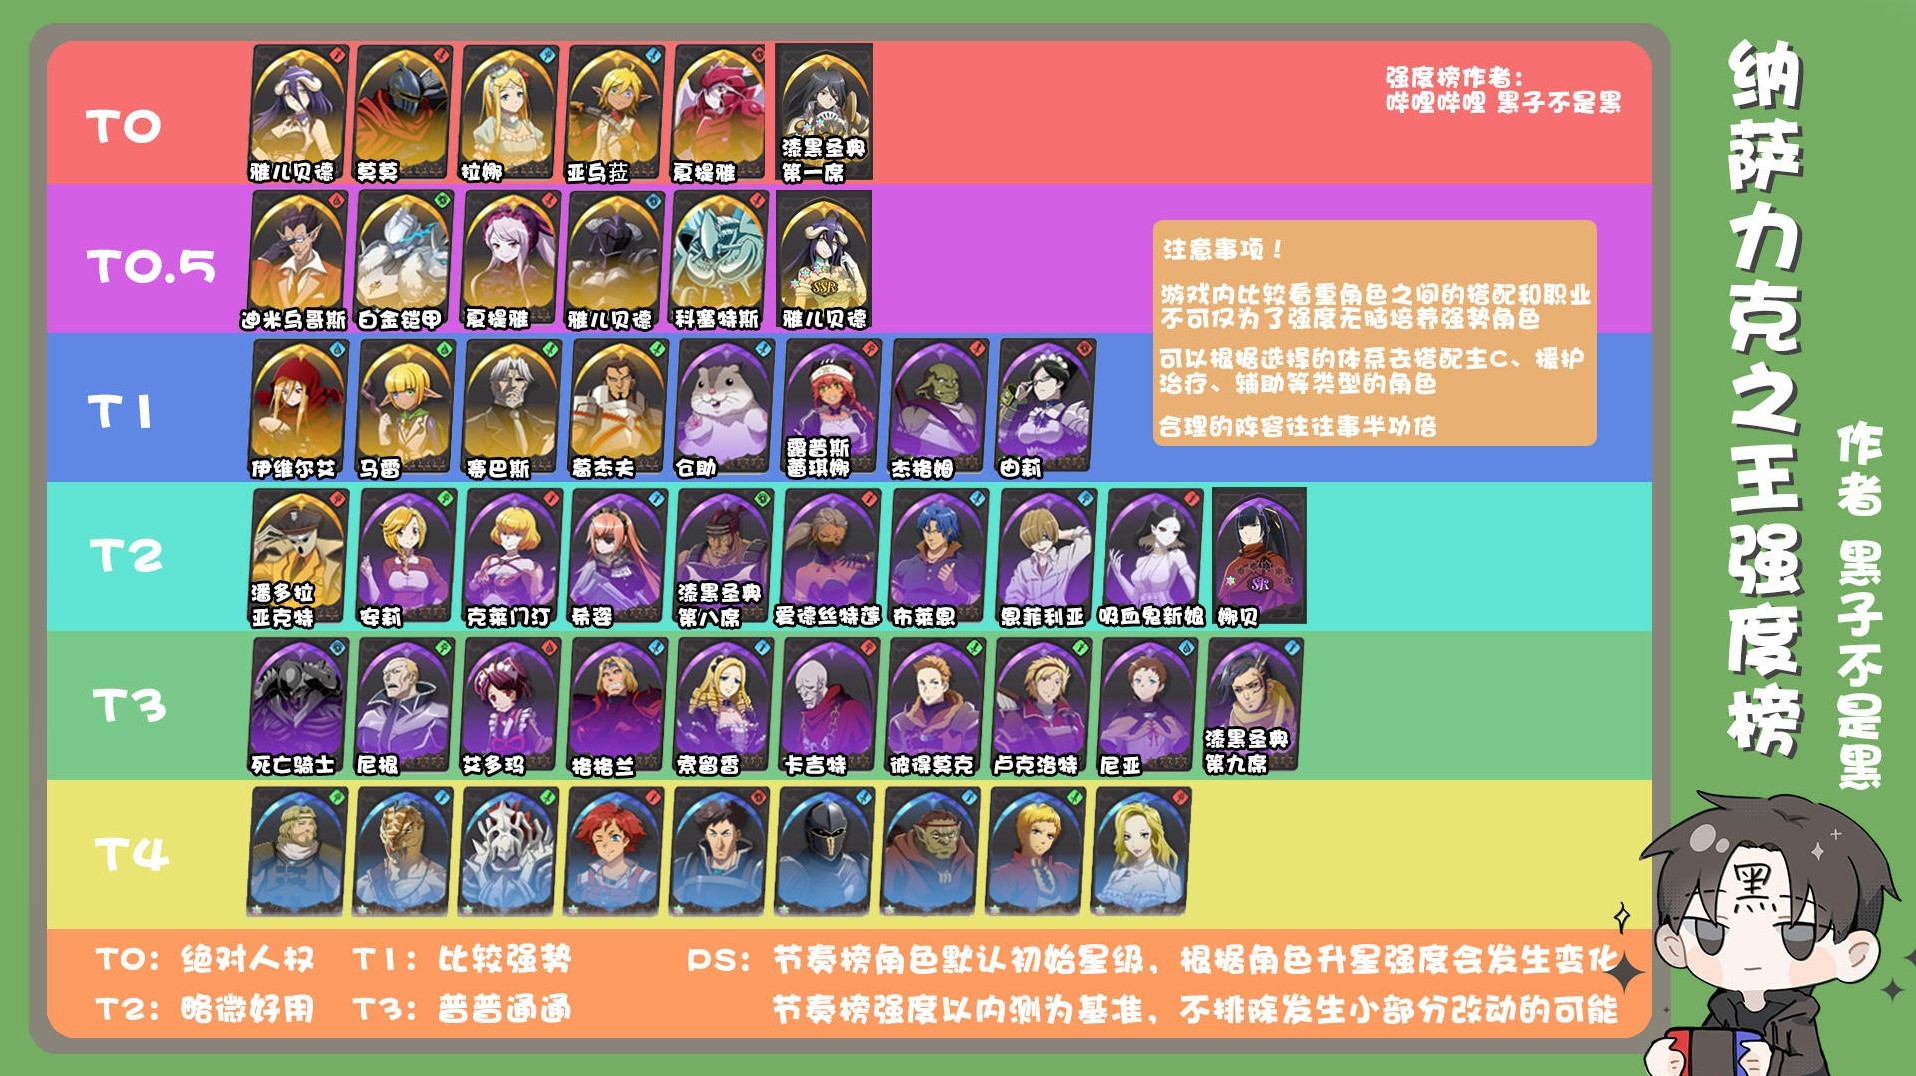 纳萨力克之王强度榜
作者 黑子不是黑
强度榜作者：
哔哩哔哩 黑子不是黑
T0
雅儿贝德
莫莫
拉娜
亚乌菈
夏提雅
漆黑圣典
第一席
T0.5
迪米乌哥斯
白金铠甲
夏提雅
雅儿贝德
科塞特斯
SSR
雅儿贝德
注意事项！
游戏内比较看重角色之间的搭配和职业
不可仅为了强度无脑培养强势角色
可以根据选择的体系去搭配主C、援护
治疗、辅助等类型的角色
合理的阵容往往事半功倍
T1
伊维尔艾
马雷
赛巴斯
葛杰夫
仓助
露普斯
蕾琪娜
杰格姆
由莉
T2
潘多拉
亚克特
安莉
克莱门汀
希姿
漆黑圣典
第八席
爱德丝特莲
布莱恩
恩菲利亚
吸血鬼新娘
SR
娜贝
T3
死亡骑士
尼根
艾多玛
格格兰
索留香
卡吉特
彼得莫克
卢克洛特
尼亚
漆黑圣典
第九席
T4
T0：绝对人权 T1：比较强势
T2：略微好用 T3：普普通通
PS：节奏榜角色默认初始星级，根据角色升星强度会发生变化
节奏榜强度以内测为基准，不排除发生小部分改动的可能
黑